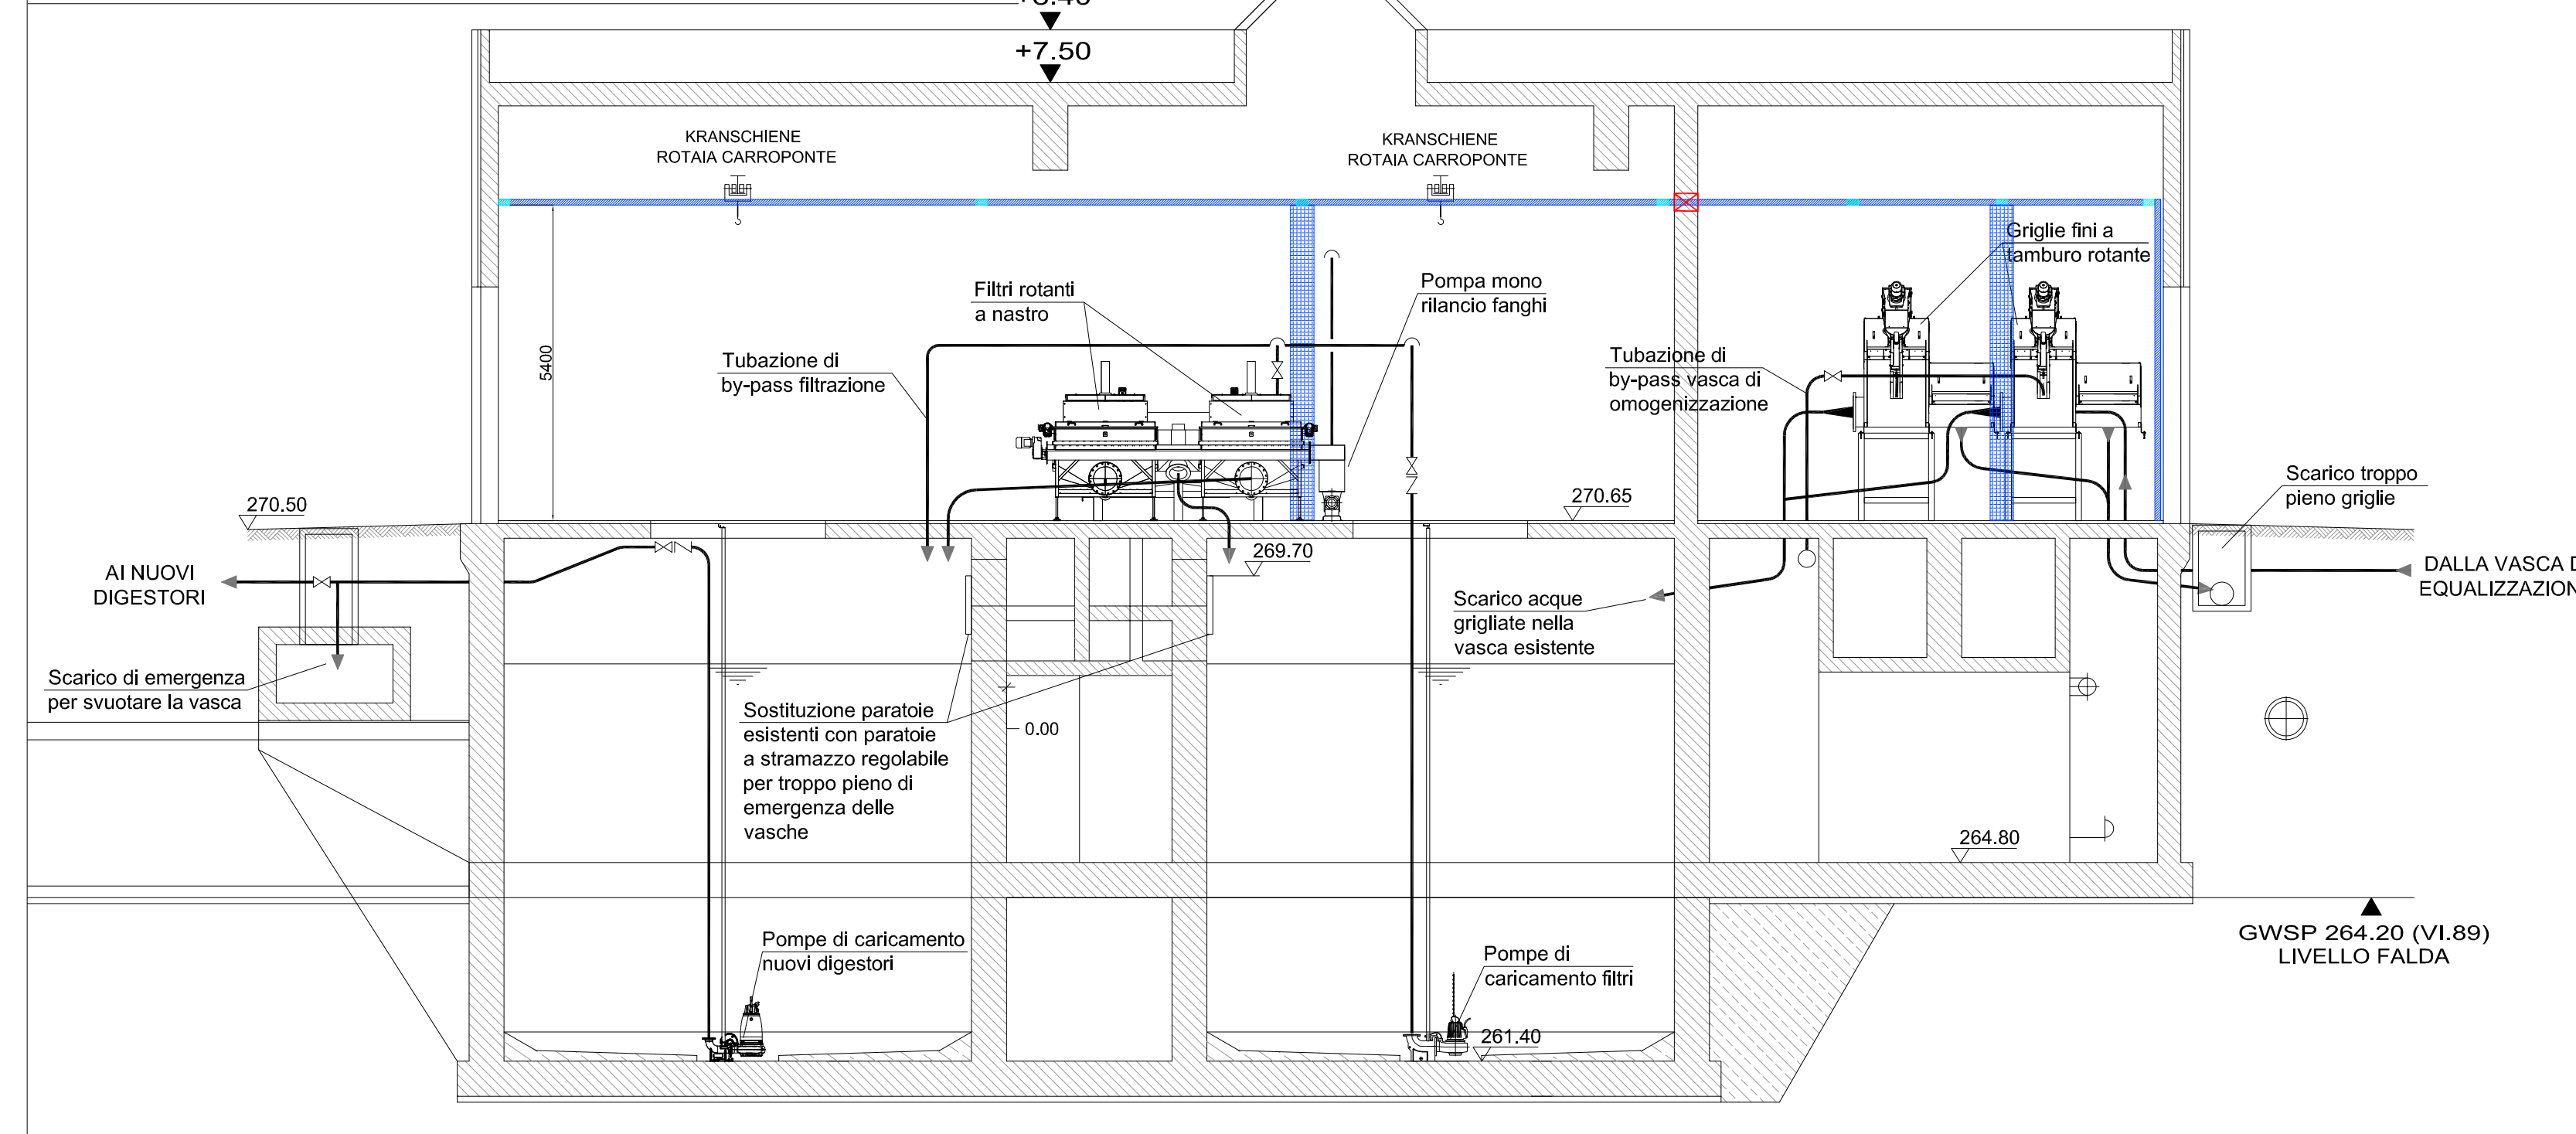 +8.40
+7.50
KRANSCHIENE
ROTAIA CARROPONTE
KRANSCHIENE
ROTAIA CARROPONTE
Griglie fini a
tamburo rotante
Filtri rotanti
a nastro
Pompa mono
rilancio fanghi
5400
Tubazione di
by-pass filtrazione
Tubazione di
by-pass vasca di
omogenizzazione
Scarico troppo
pieno griglie
270.50
270.65
269.70
AI NUOVI
DIGESTORI
DALLA VASCA D
EQUALIZZAZION
Scarico acque
grigliate nella
vasca esistente
Scarico di emergenza
per svuotare la vasca
Sostituzione paratoie
esistenti con paratoie
a stramazzo regolabile
per troppo pieno di
emergenza delle
vasche
0.00
264.80
GWSP 264.20 (VI.89)
LIVELLO FALDA
Pompe di caricamento
nuovi digestori
Pompe di
caricamento filtri
261.40